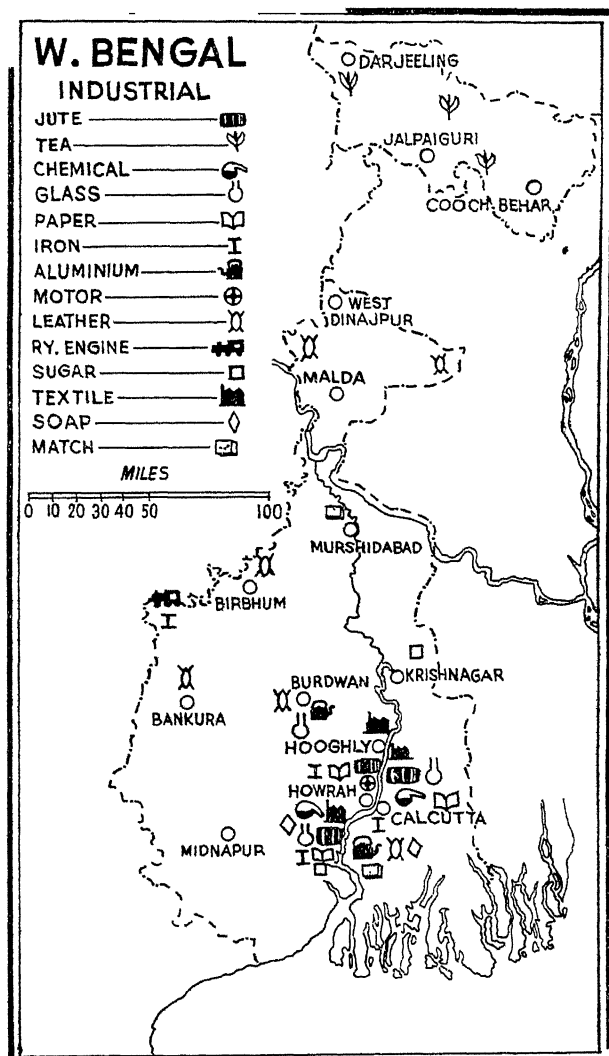 W. BENGAL
INDUSTRIAL
JUTE
TEA
CHEMICAL
GLASS
PAPER
IRON
ALUMINIUM
MOTOR
LEATHER
RY. ENGINE
SUGAR
TEXTILE
SOAP
MATCH
MILES
0 10 20 30 40 50 100
DARJEELING
JALPAIGURI
COOCH BEHAR
WEST
DINAJPUR
MALDA
MURSHIDABAD
BIRBHUM
KRISHNAGAR
BURDWAN
BANKURA
HOOGHLY
HOWRAH
CALCUTTA
MIDNAPUR